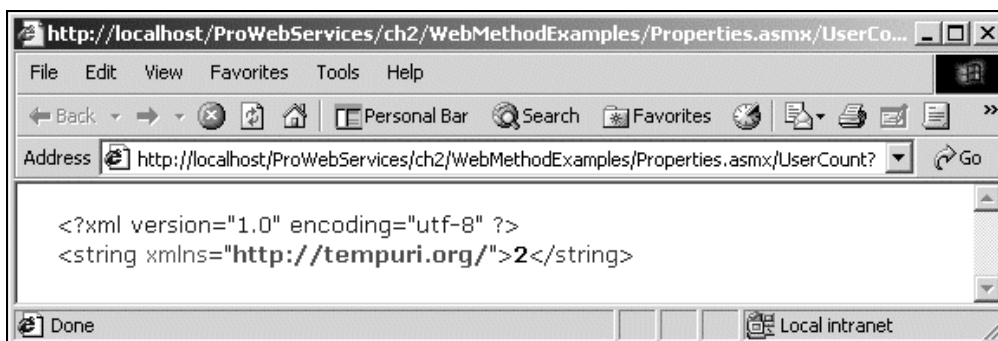 http://localhost/ProWebServices/ch2/WebMethodExamples/Properties.asmx/UserCo...
File Edit View Favorites Tools Help
Back Personal Bar Search Favorites »
Address http://localhost/ProWebServices/ch2/WebMethodExamples/Properties.asmx/UserCount? Go
<?xml version="1.0" encoding="utf-8" ?>
<string xmlns="http://tempuri.org/">2</string>
Done Local intranet